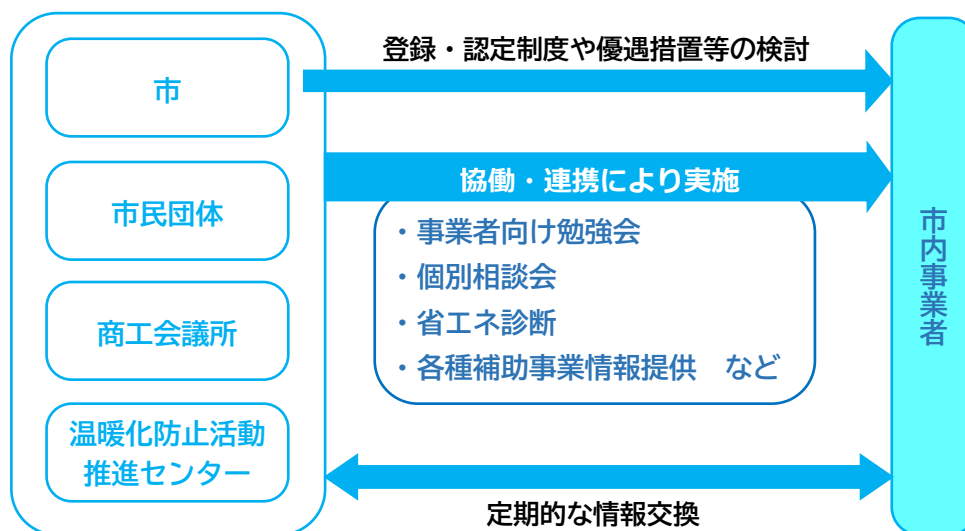 市
市民団体
商工会議所
温暖化防止活動
推進センター
登録・認定制度や優遇措置等の検討
協働・連携により実施
・事業者向け勉強会
・個別相談会
・省エネ診断
・各種補助事業情報提供　など
定期的な情報交換
市内事業者